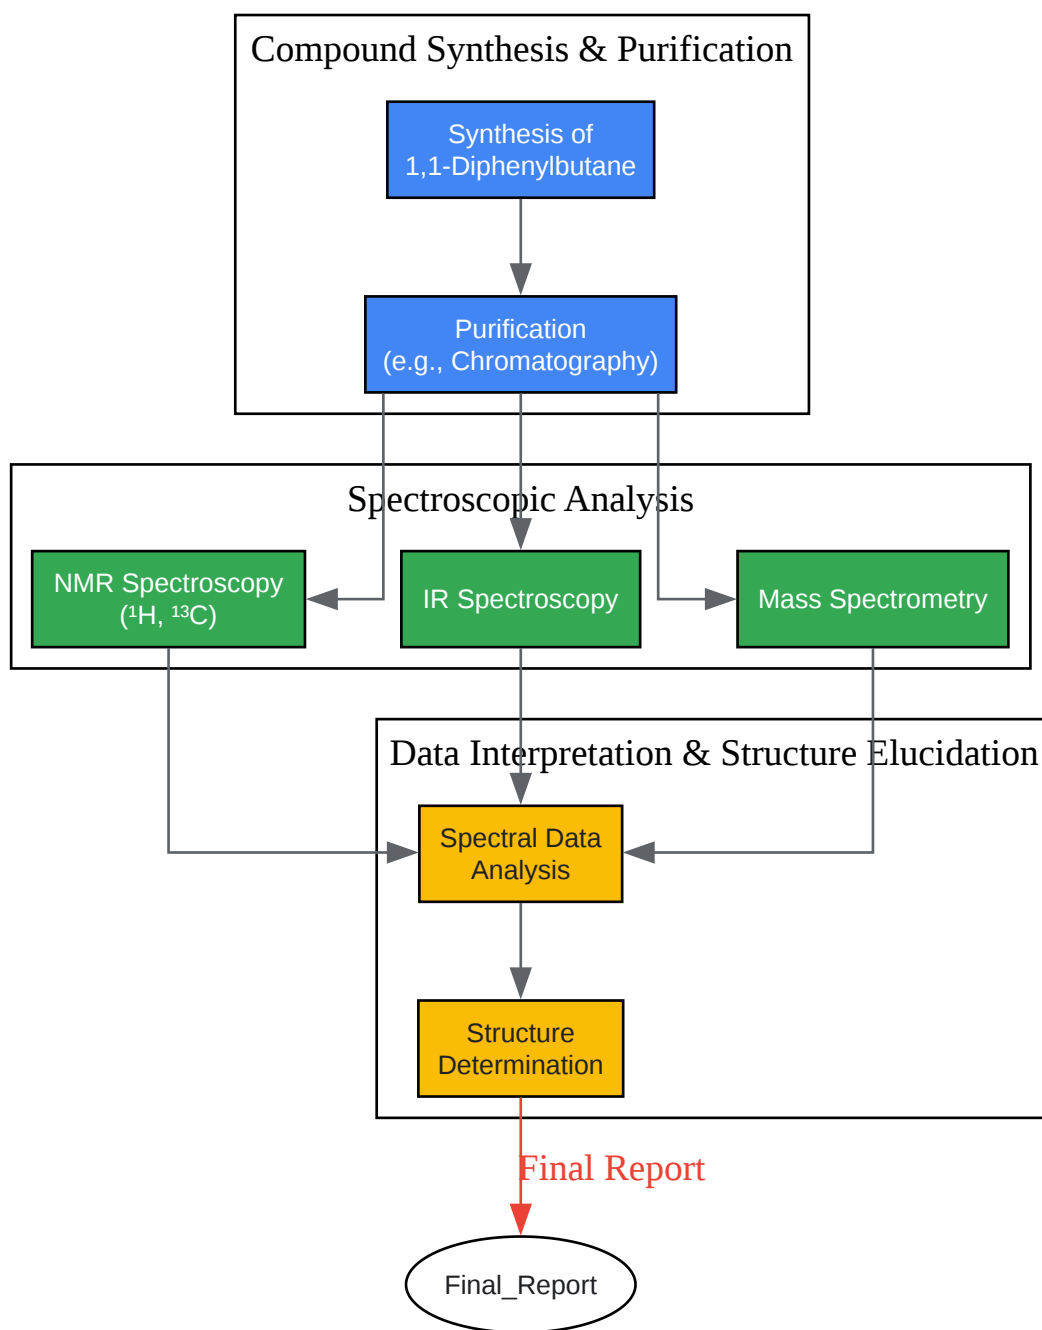 Compound Synthesis & Purification
Synthesis of
1,1-Diphenylbutane
Purification
(e.g., Chromatography)
Spectroscopic Analysis
NMR Spectroscopy
(¹H, ¹³C)
IR Spectroscopy
Mass Spectrometry
Data Interpretation & Structure Elucidation
Spectral Data
Analysis
Structure
Determination
Final Report
Final_Report